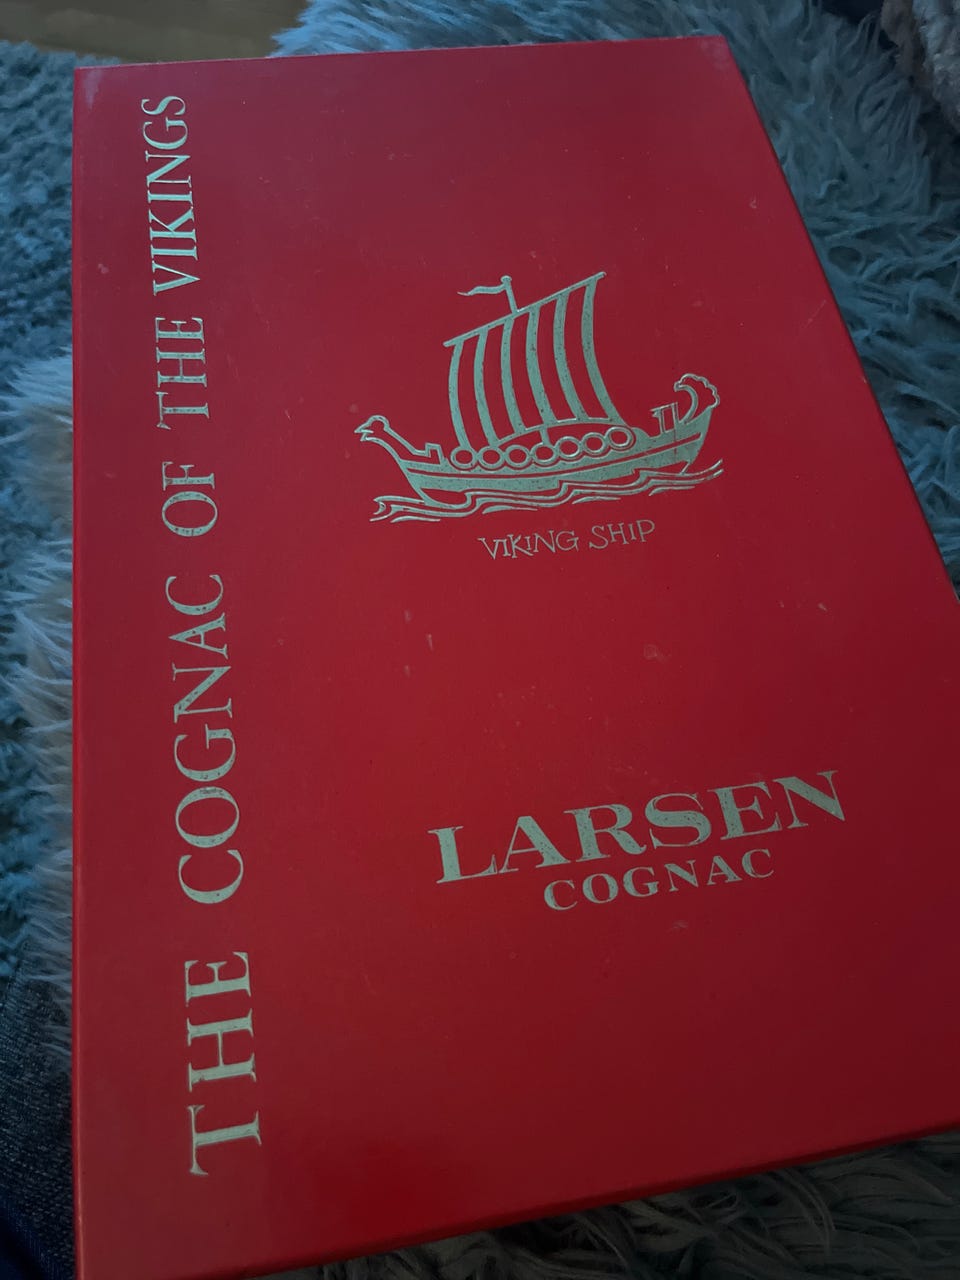 THE COGNAC OF THE VIKINGS
VIKING SHIP
LARSEN
COGNAC